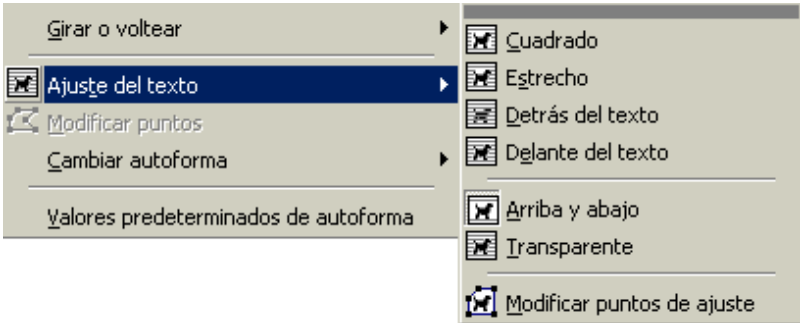 Girar o voltear
Ajuste del texto
Modificar puntos
Cambiar autoforma
Valores predeterminados de autoforma
Cuadrado
Estrecho
Detrás del texto
Delante del texto
Arriba y abajo
Transparente
Modificar puntos de ajuste